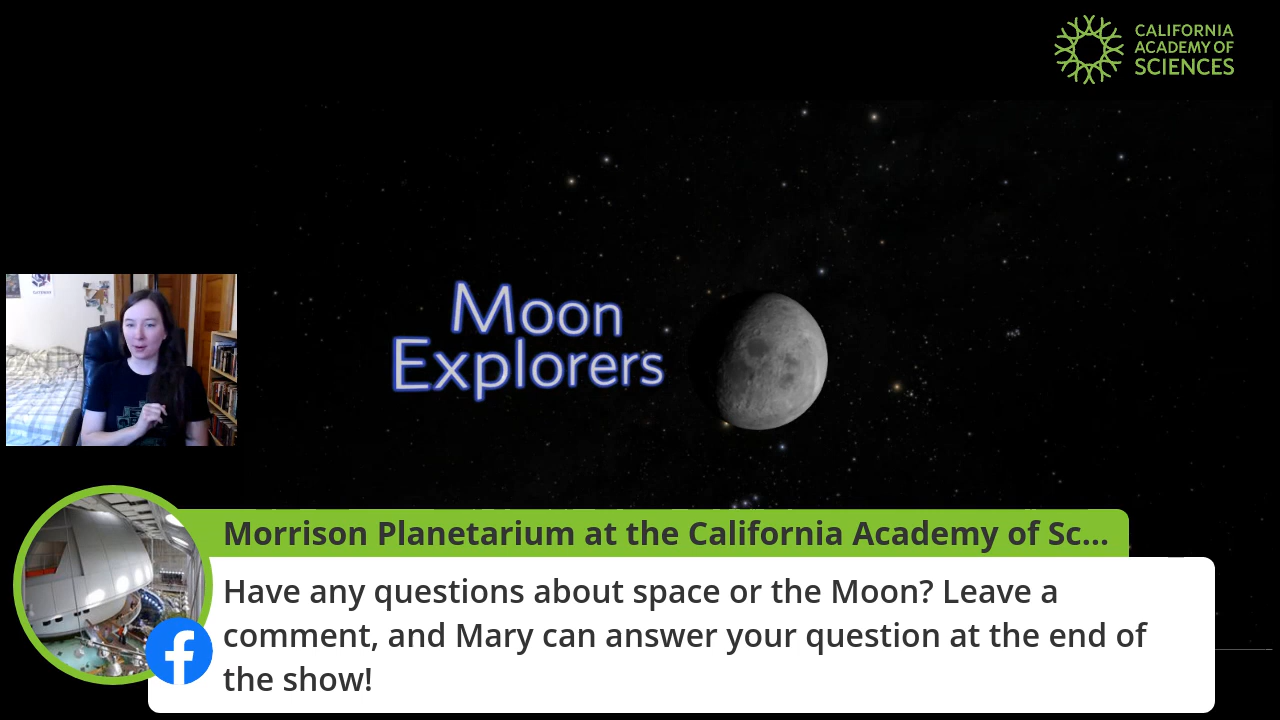 CALIFORNIA
ACADEMY OF
SCIENCES
Moon
Explorers
Morrison Planetarium at the California Academy of Sc...
Have any questions about space or the Moon? Leave a
comment, and Mary can answer your question at the end of
the show!